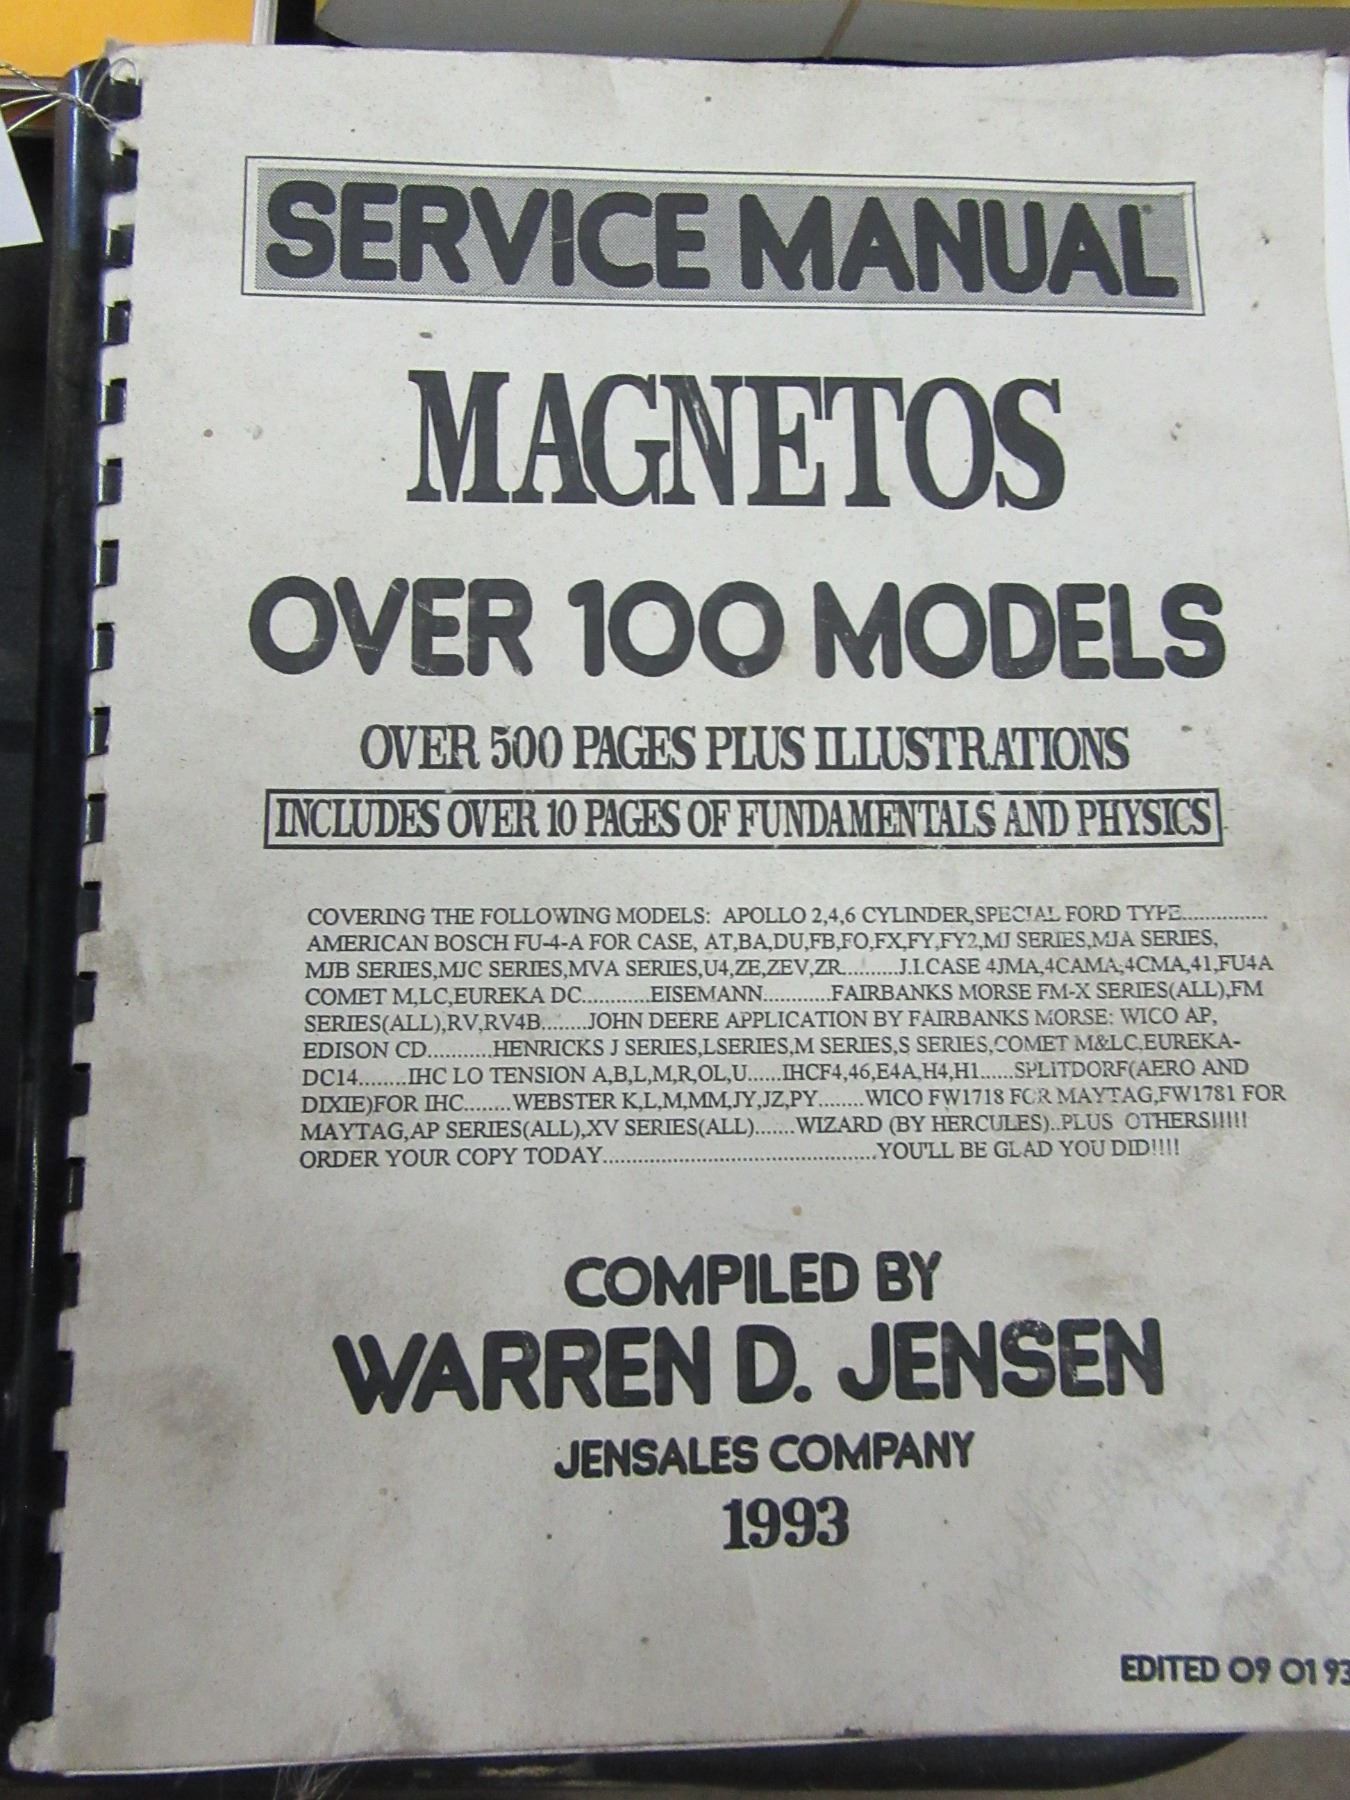 SERVICE MANUAL
MAGNETOS
OVER 100 MODELS
OVER 500 PAGES PLUS ILLUSTRATIONS
INCLUDES OVER 10 PAGES OF FUNDAMENTALS AND PHYSICS
COVERING THE FOLLOWING MODELS: APOLLO 2,4,6 CYLINDER,SPECIAL FORD TYPE................
AMERICAN BOSCH FU-4-A FOR CASE, AT,BA,DU,FB,FO,FX,FY,FY2,MJ SERIES,MJA SERIES,
MJB SERIES,MJC SERIES,MVA SERIES,U4,ZE,ZEV,ZR..........J.I.CASE 4JMA,4CAMA,4CMA,41,FU4A
COMET M,LC,EUREKA DC............EISEMANN............FAIRBANKS MORSE FM-X SERIES(ALL),FM
SERIES(ALL),RV,RV4B........JOHN DEERE APPLICATION BY FAIRBANKS MORSE: WICO AP,
EDISON CD...........HENRICKS J SERIES,LSERIES,M SERIES,S SERIES,COMET M&LC,EUREKA-
DC14........IHC LO TENSION A,B,L,M,R,OL,U......IHCF4,46,E4A,H4,H1......SPLITDORF(AERO AND
DIXIE)FOR IHC........WEBSTER K,L,M,MM,JY,JZ,PY........WICO FW1718 FOR MAYTAG,FW1781 FOR
MAYTAG,AP SERIES(ALL),XV SERIES(ALL).......WIZARD (BY HERCULES)..PLUS OTHERS!!!!!
ORDER YOUR COPY TODAY................................................YOU'LL BE GLAD YOU DID!!!!
COMPILED BY
WARREN D. JENSEN
JENSALES COMPANY
1993
EDITED 09 01 93